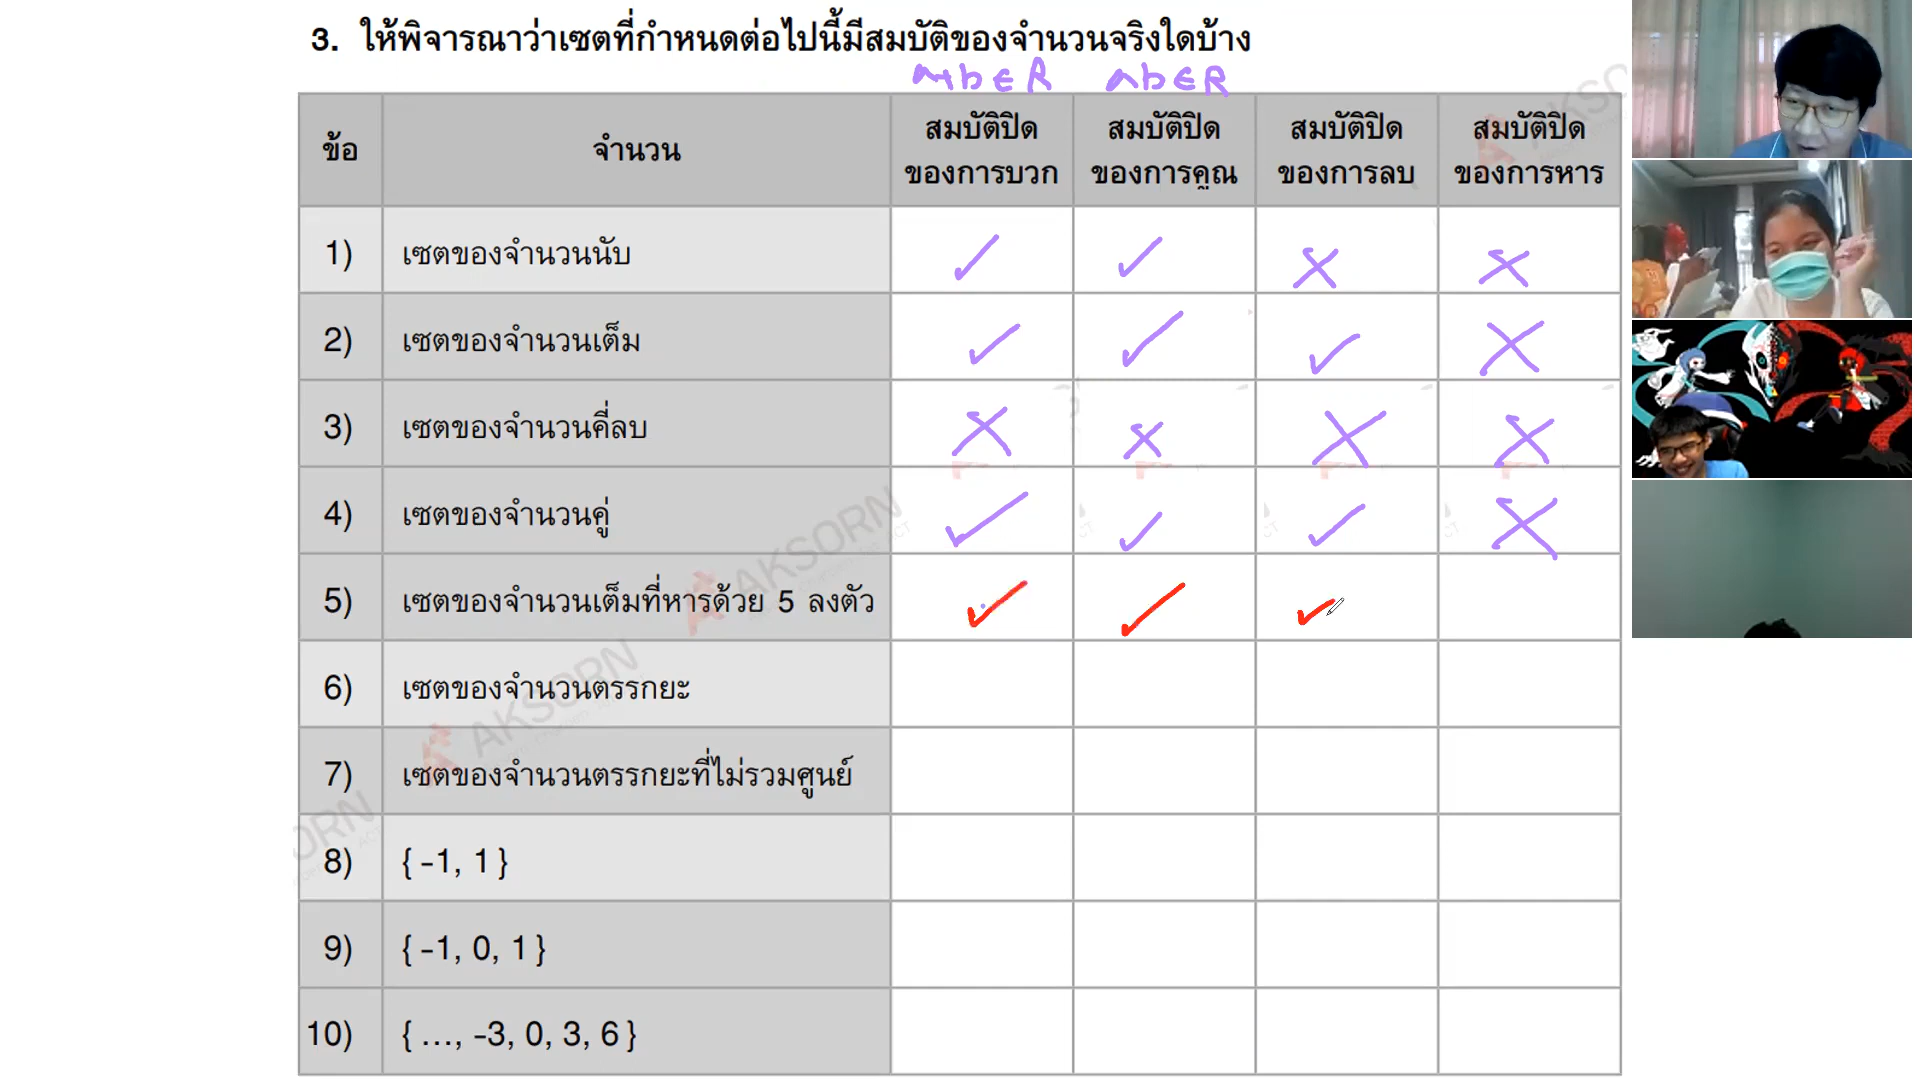 3. ให้พิจารณาว่าเซตที่กำหนดต่อไปนี้มีสมบัติของจำนวนจริงใดบ้าง
a+b∈R ab∈R
ข้อ จำนวน สมบัติปิดของการบวก สมบัติปิดของการคูณ สมบัติปิดของการลบ สมบัติปิดของการหาร
1) เซตของจำนวนนับ ✓ ✓ ✗ ✗
2) เซตของจำนวนเต็ม ✓ ✓ ✓ ✗
3) เซตของจำนวนคี่ลบ ✗ ✗ ✗ ✗
4) เซตของจำนวนคู่ ✓ ✓ ✓ ✗
5) เซตของจำนวนเต็มที่หารด้วย 5 ลงตัว ✓ ✓ ✓
6) เซตของจำนวนตรรกยะ
7) เซตของจำนวนตรรกยะที่ไม่รวมศูนย์
8) { -1, 1 }
9) { -1, 0, 1 }
10) { ..., -3, 0, 3, 6 }
AKSORN
AKSORN